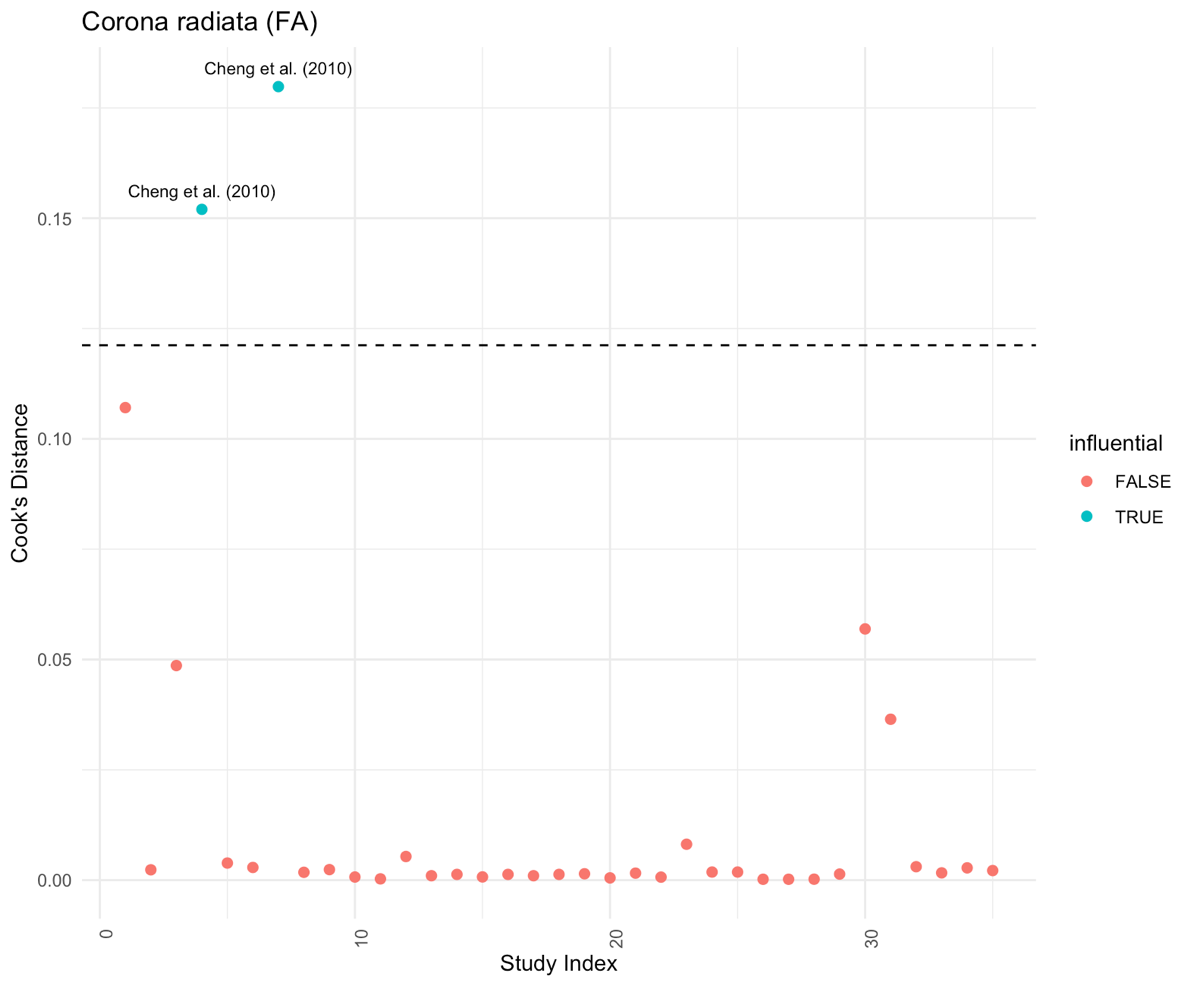 Corona radiata (FA)
Cheng et al. (2010)
Cheng et al. (2010)
0.15
0.10
0.05
0.00
Cook's Distance
0
10
20
30
Study Index
influential
FALSE
TRUE